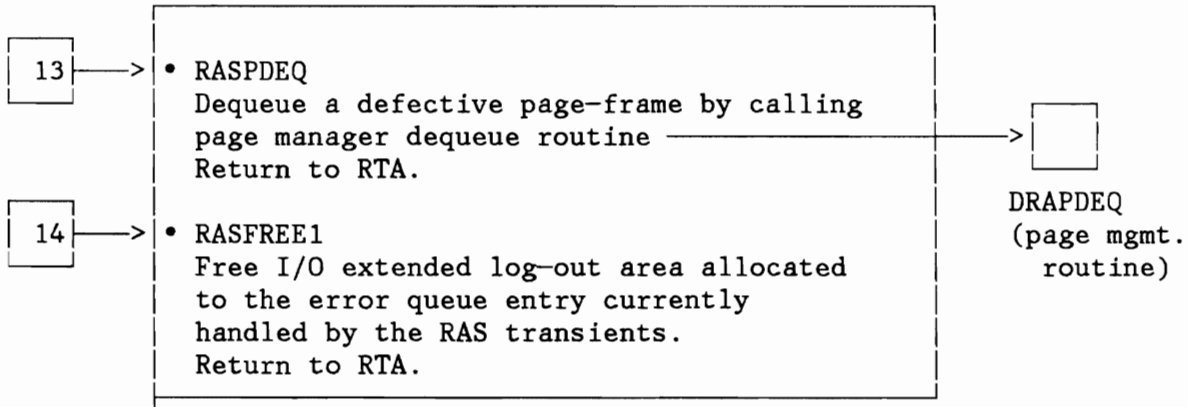 13 • RASPDEQ
Dequeue a defective page-frame by calling
page manager dequeue routine
Return to RTA.
DRAPDEQ
(page mgmt.
routine)
14 • RASFREE1
Free I/O extended log-out area allocated
to the error queue entry currently
handled by the RAS transients.
Return to RTA.